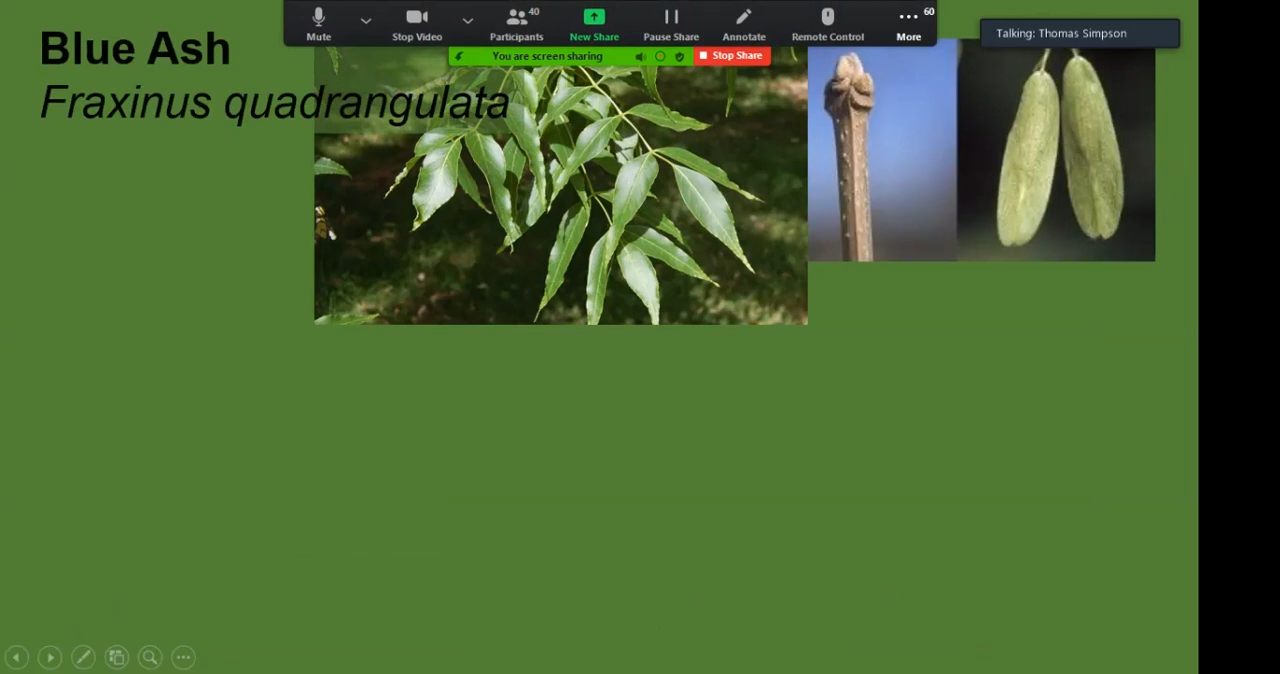 40
60
Mute
Stop Video
Participants
New Share
Pause Share
Annotate
Remote Control
More
Talking: Thomas Simpson
You are screen sharing
Stop Share
Blue Ash
Fraxinus quadrangulata